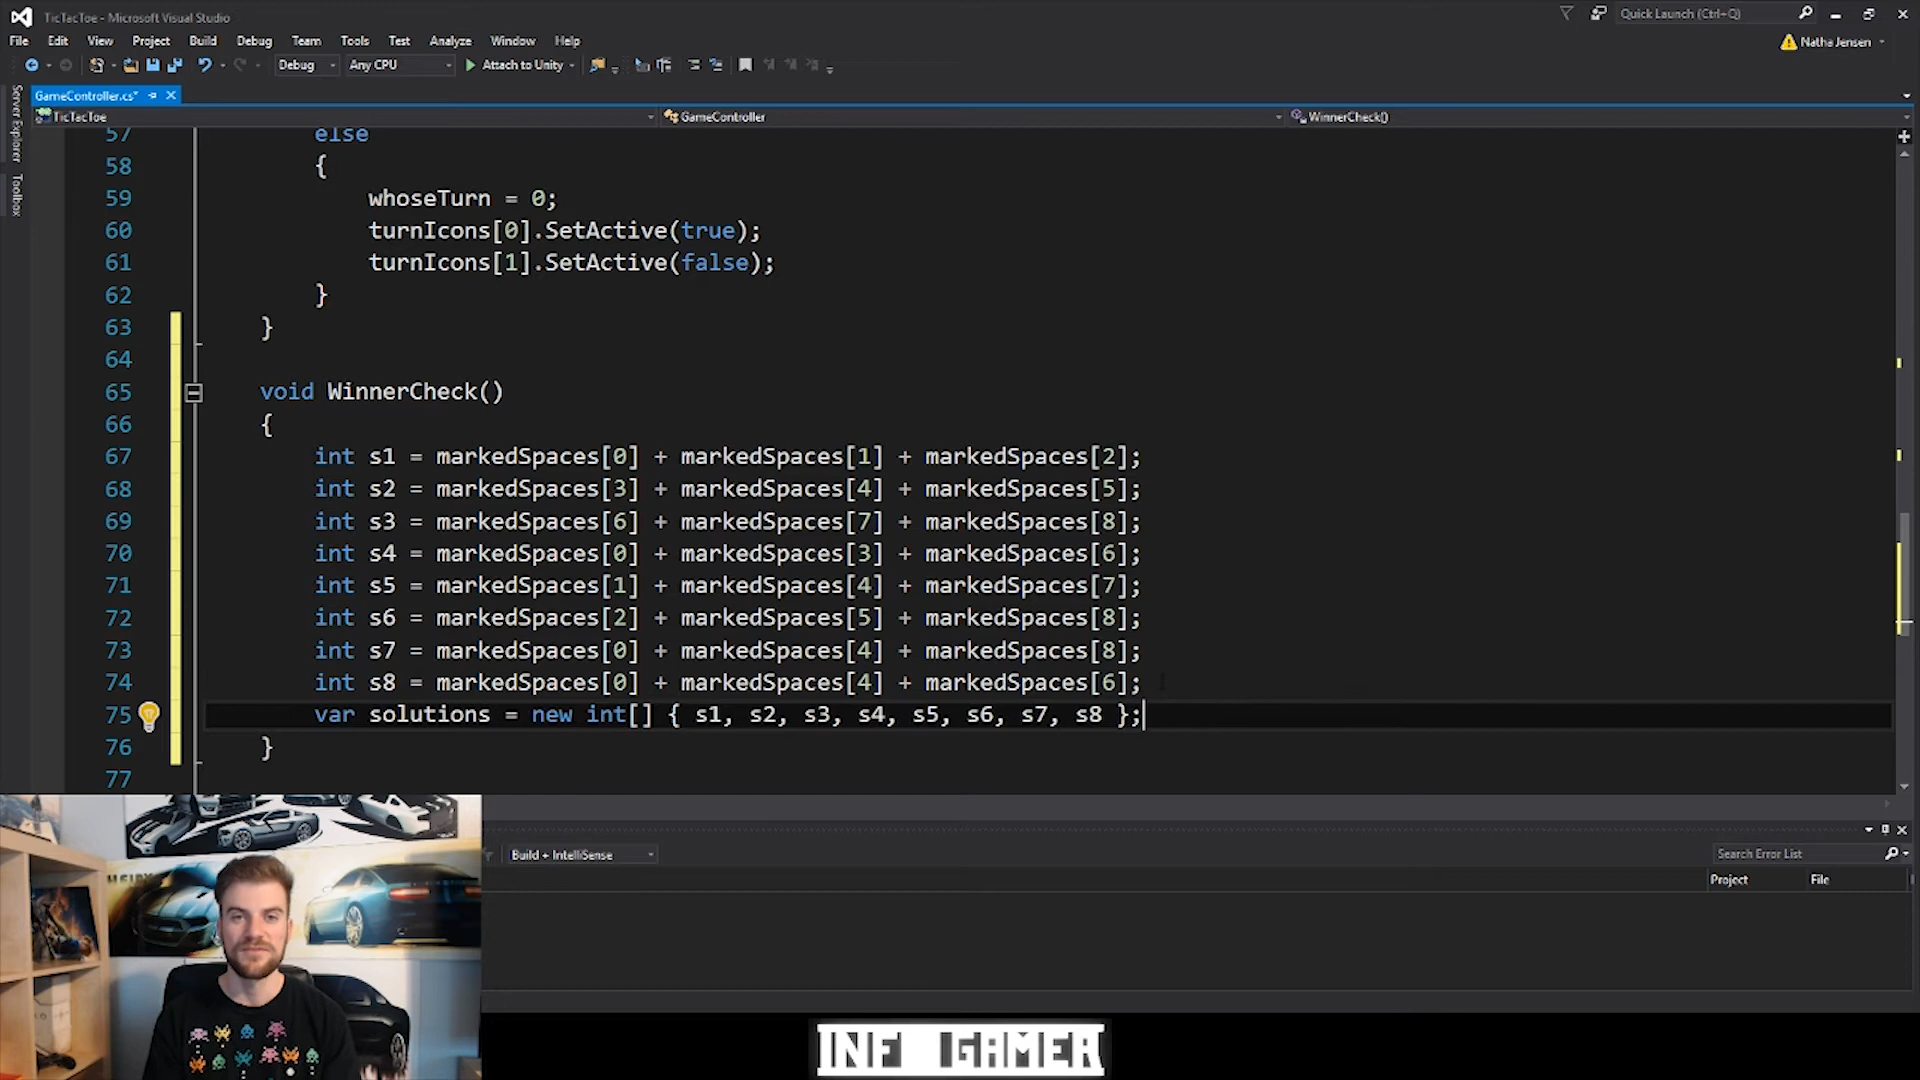 TicTacToe - Microsoft Visual Studio
Quick Launch (Ctrl+Q)
File Edit View Project Build Debug Team Tools Test Analyze Window Help
Natha Jensen
Debug Any CPU Attach to Unity
Server Explorer
Toolbox
GameController.cs*
TicTacToe GameController WinnerCheck()
57 else
58 {
59 whoseTurn = 0;
60 turnIcons[0].SetActive(true);
61 turnIcons[1].SetActive(false);
62 }
63 }
64
65 void WinnerCheck()
66 {
67 int s1 = markedSpaces[0] + markedSpaces[1] + markedSpaces[2];
68 int s2 = markedSpaces[3] + markedSpaces[4] + markedSpaces[5];
69 int s3 = markedSpaces[6] + markedSpaces[7] + markedSpaces[8];
70 int s4 = markedSpaces[0] + markedSpaces[3] + markedSpaces[6];
71 int s5 = markedSpaces[1] + markedSpaces[4] + markedSpaces[7];
72 int s6 = markedSpaces[2] + markedSpaces[5] + markedSpaces[8];
73 int s7 = markedSpaces[0] + markedSpaces[4] + markedSpaces[8];
74 int s8 = markedSpaces[0] + markedSpaces[4] + markedSpaces[6];
75 var solutions = new int[] { s1, s2, s3, s4, s5, s6, s7, s8 };
76 }
77
Build + IntelliSense
Search Error List
Project File
INFO GAMER